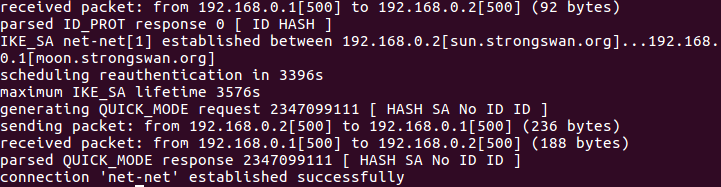 received packet: from 192.168.0.1[500] to 192.168.0.2[500] (92 bytes)
parsed ID_PROT response 0 [ ID HASH ]
IKE_SA net-net[1] established between 192.168.0.2[sun.strongswan.org]...192.168.
0.1[moon.strongswan.org]
scheduling reauthentication in 3396s
maximum IKE_SA lifetime 3576s
generating QUICK_MODE request 2347099111 [ HASH SA No ID ID ]
sending packet: from 192.168.0.2[500] to 192.168.0.1[500] (236 bytes)
received packet: from 192.168.0.1[500] to 192.168.0.2[500] (188 bytes)
parsed QUICK_MODE response 2347099111 [ HASH SA No ID ID ]
connection 'net-net' established successfully